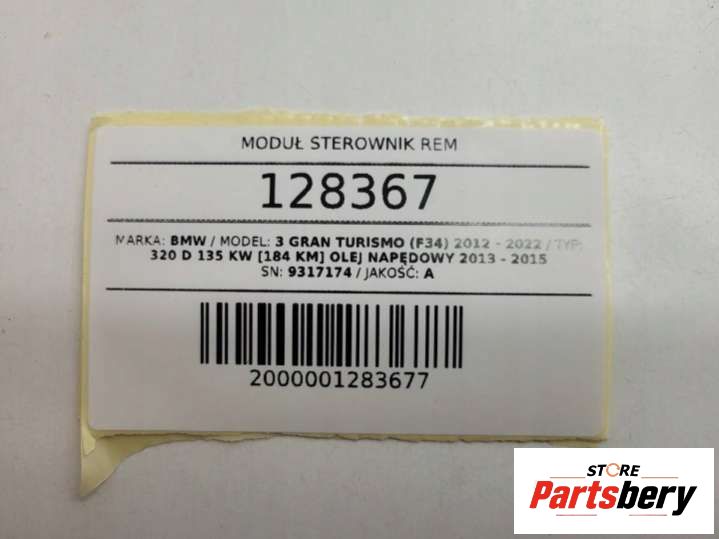 MODUŁ STEROWNIK REM
128367
MARKA: BMW / MODEL: 3 GRAN TURISMO (F34) 2012 - 2022 / TYP:
320 D 135 KW [184 KM] OLEJ NAPĘDOWY 2013 - 2015
SN: 9317174 / JAKOŚĆ: A
2000001283677
STORE
Partsbery